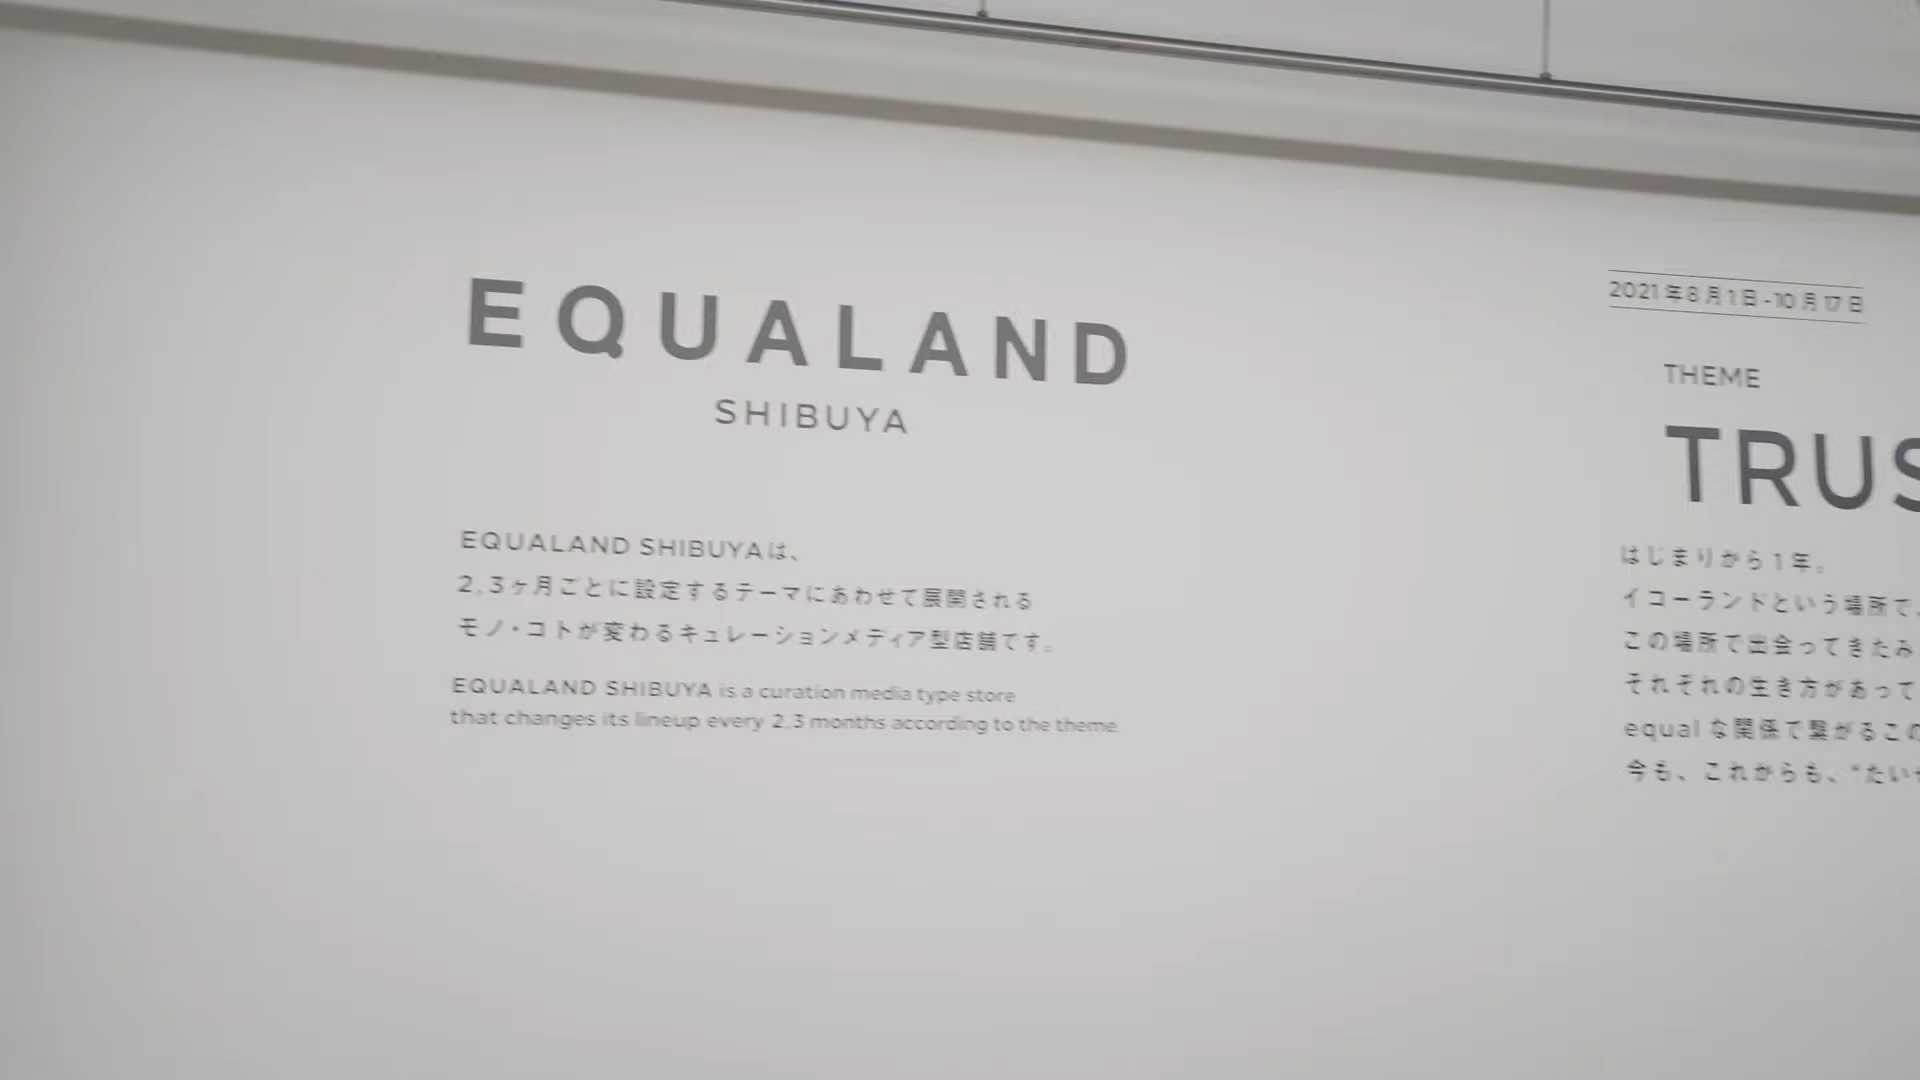 EQUALAND
SHIBUYA
EQUALAND SHIBUYAは、
2,3ヶ月ごとに設定するテーマにあわせて展開される
モノ・コトが変わるキュレーションメディア型店舗です。
EQUALAND SHIBUYA is a curation media type store
that changes its lineup every 2,3 months according to the theme.
2021年8月1日-10月17日
THEME
TRUS
はじまりから1年。
イコーランドという場所で、
この場所で出会ってきたみ
それぞれの生き方があって
equal な関係で繋がるこの
今も、これからも、“たいせ